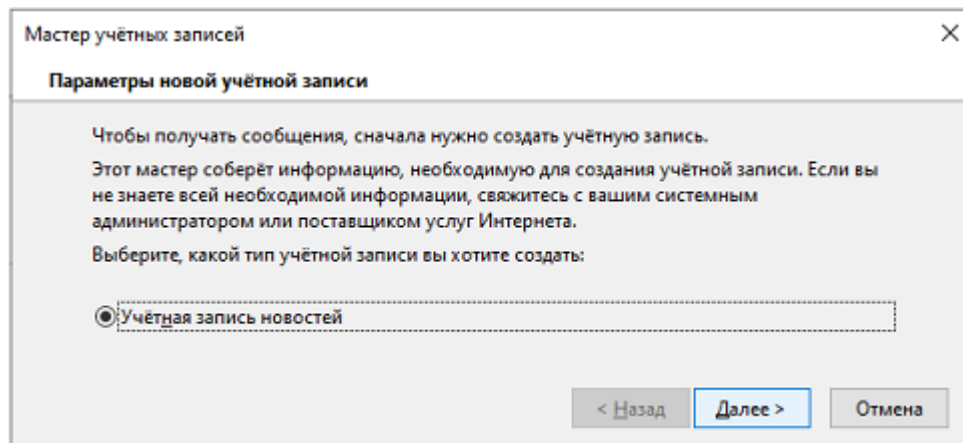 Мастер учётных записей
Параметры новой учётной записи
Чтобы получать сообщения, сначала нужно создать учётную запись.
Этот мастер соберёт информацию, необходимую для создания учётной записи. Если вы
не знаете всей необходимой информации, свяжитесь с вашим системным
администратором или поставщиком услуг Интернета.
Выберите, какой тип учётной записи вы хотите создать:
Учётная запись новостей
< Назад Далее > Отмена